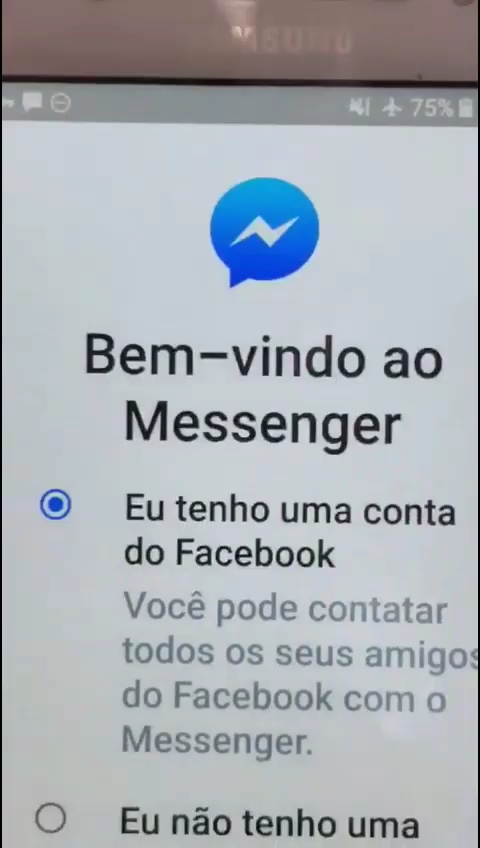 SAMSUNG
75%
Bem-vindo ao
Messenger
Eu tenho uma conta
do Facebook
Você pode contatar
todos os seus amigos
do Facebook com o
Messenger.
Eu não tenho uma